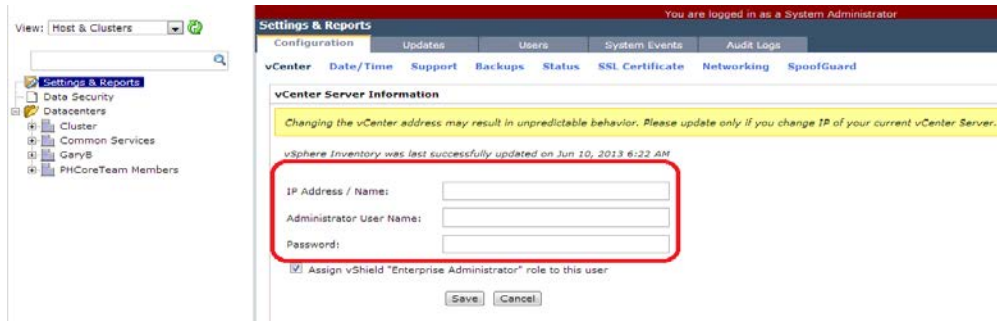 You are logged in as a System Administrator
View: Host & Clusters
Settings & Reports
Data Security
Datacenters
Cluster
Common Services
GaryB
PHCoreTeam Members
Settings & Reports
Configuration Updates Users System Events Audit Logs
vCenter Date/Time Support Backups Status SSL Certificate Networking SpoofGuard
vCenter Server Information
Changing the vCenter address may result in unpredictable behavior. Please update only if you change IP of your current vCenter Server.
vSphere Inventory was last successfully updated on Jun 10, 2013 6:22 AM
IP Address / Name:
Administrator User Name:
Password:
Assign vShield "Enterprise Administrator" role to this user
Save Cancel